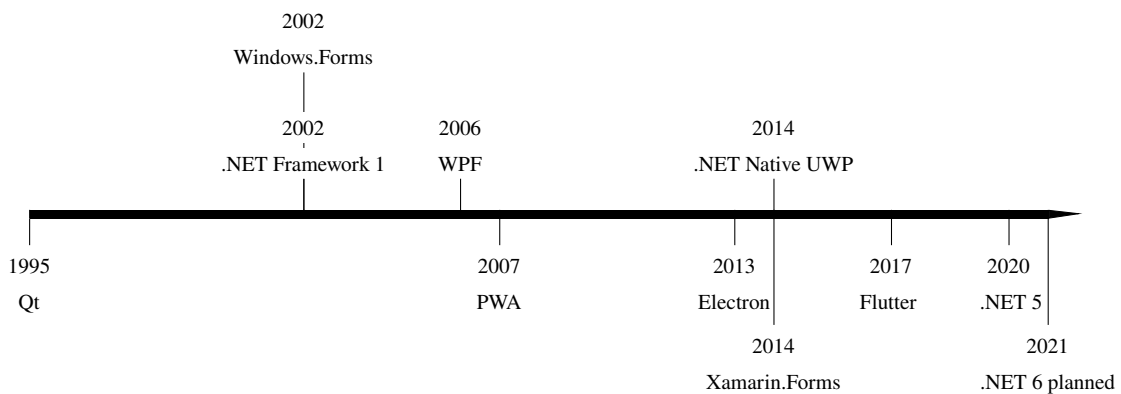 2002
Windows.Forms
2002
.NET Framework 1
2006
WPF
2014
.NET Native UWP
1995
Qt
2007
PWA
2013
Electron
2017
Flutter
2020
.NET 5
2014
Xamarin.Forms
2021
.NET 6 planned